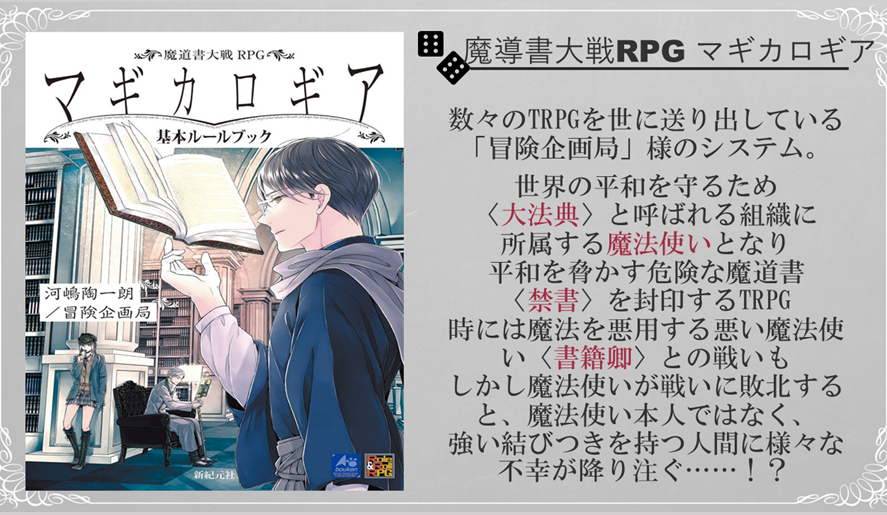 魔道書大戦 RPG
マギカロギア
基本ルールブック
河嶋陶一朗
／冒険企画局
新紀元社
bouken
Role
&Roll
RPG
魔導書大戦RPG マギカロギア
数々のTRPGを世に送り出している
「冒険企画局」様のシステム。
世界の平和を守るため
〈大法典〉と呼ばれる組織に
所属する魔法使いとなり
平和を脅かす危険な魔道書
〈禁書〉を封印するTRPG
時には魔法を悪用する悪い魔法使
い〈書籍卿〉との戦いも
しかし魔法使いが戦いに敗北する
と、魔法使い本人ではなく、
強い結びつきを持つ人間に様々な
不幸が降り注ぐ……！？